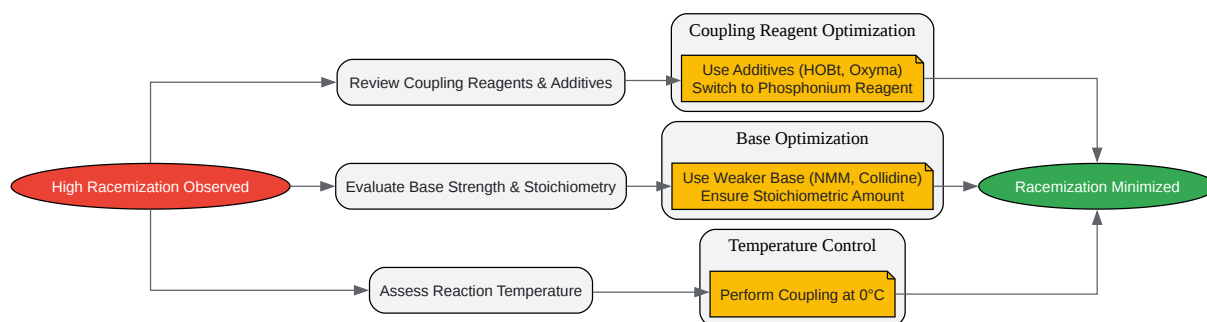 Coupling Reagent Optimization
Review Coupling Reagents & Additives
Use Additives (HOBt, Oxyma)
Switch to Phosphonium Reagent
Base Optimization
High Racemization Observed
Evaluate Base Strength & Stoichiometry
Use Weaker Base (NMM, Collidine)
Ensure Stoichiometric Amount
Racemization Minimized
Temperature Control
Assess Reaction Temperature
Perform Coupling at 0°C